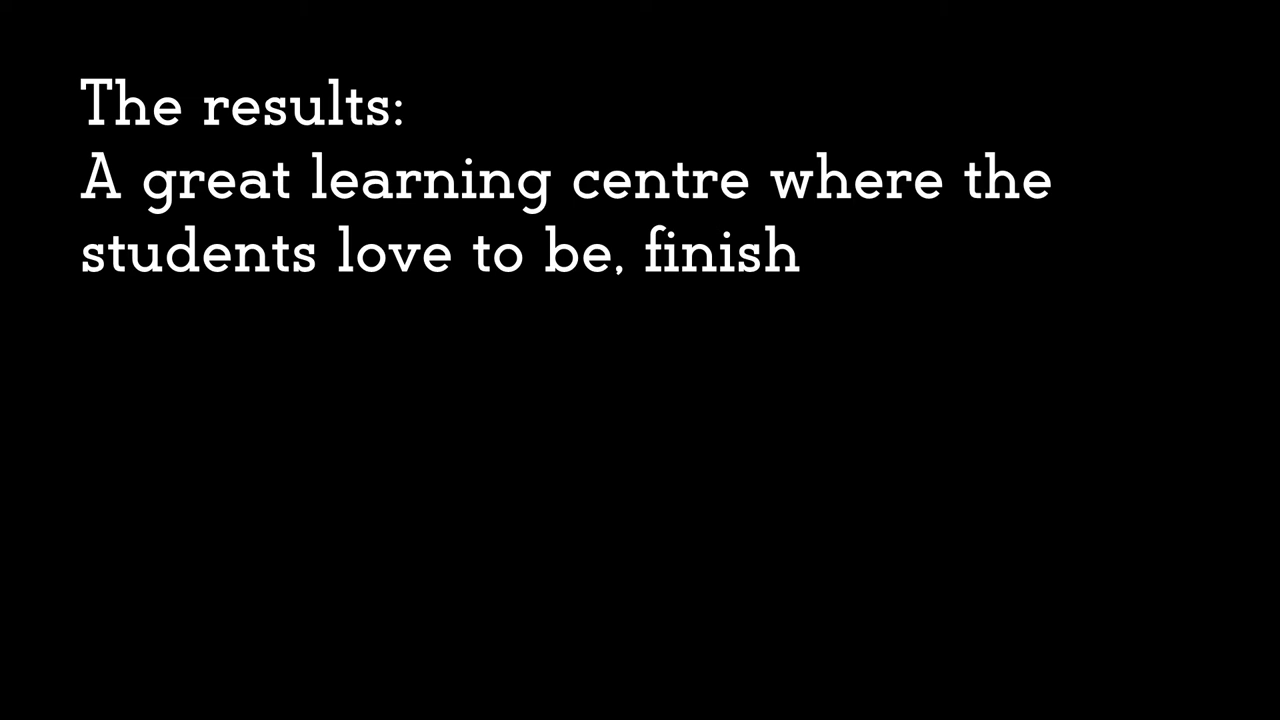 The results:
A great learning centre where the
students love to be, finish